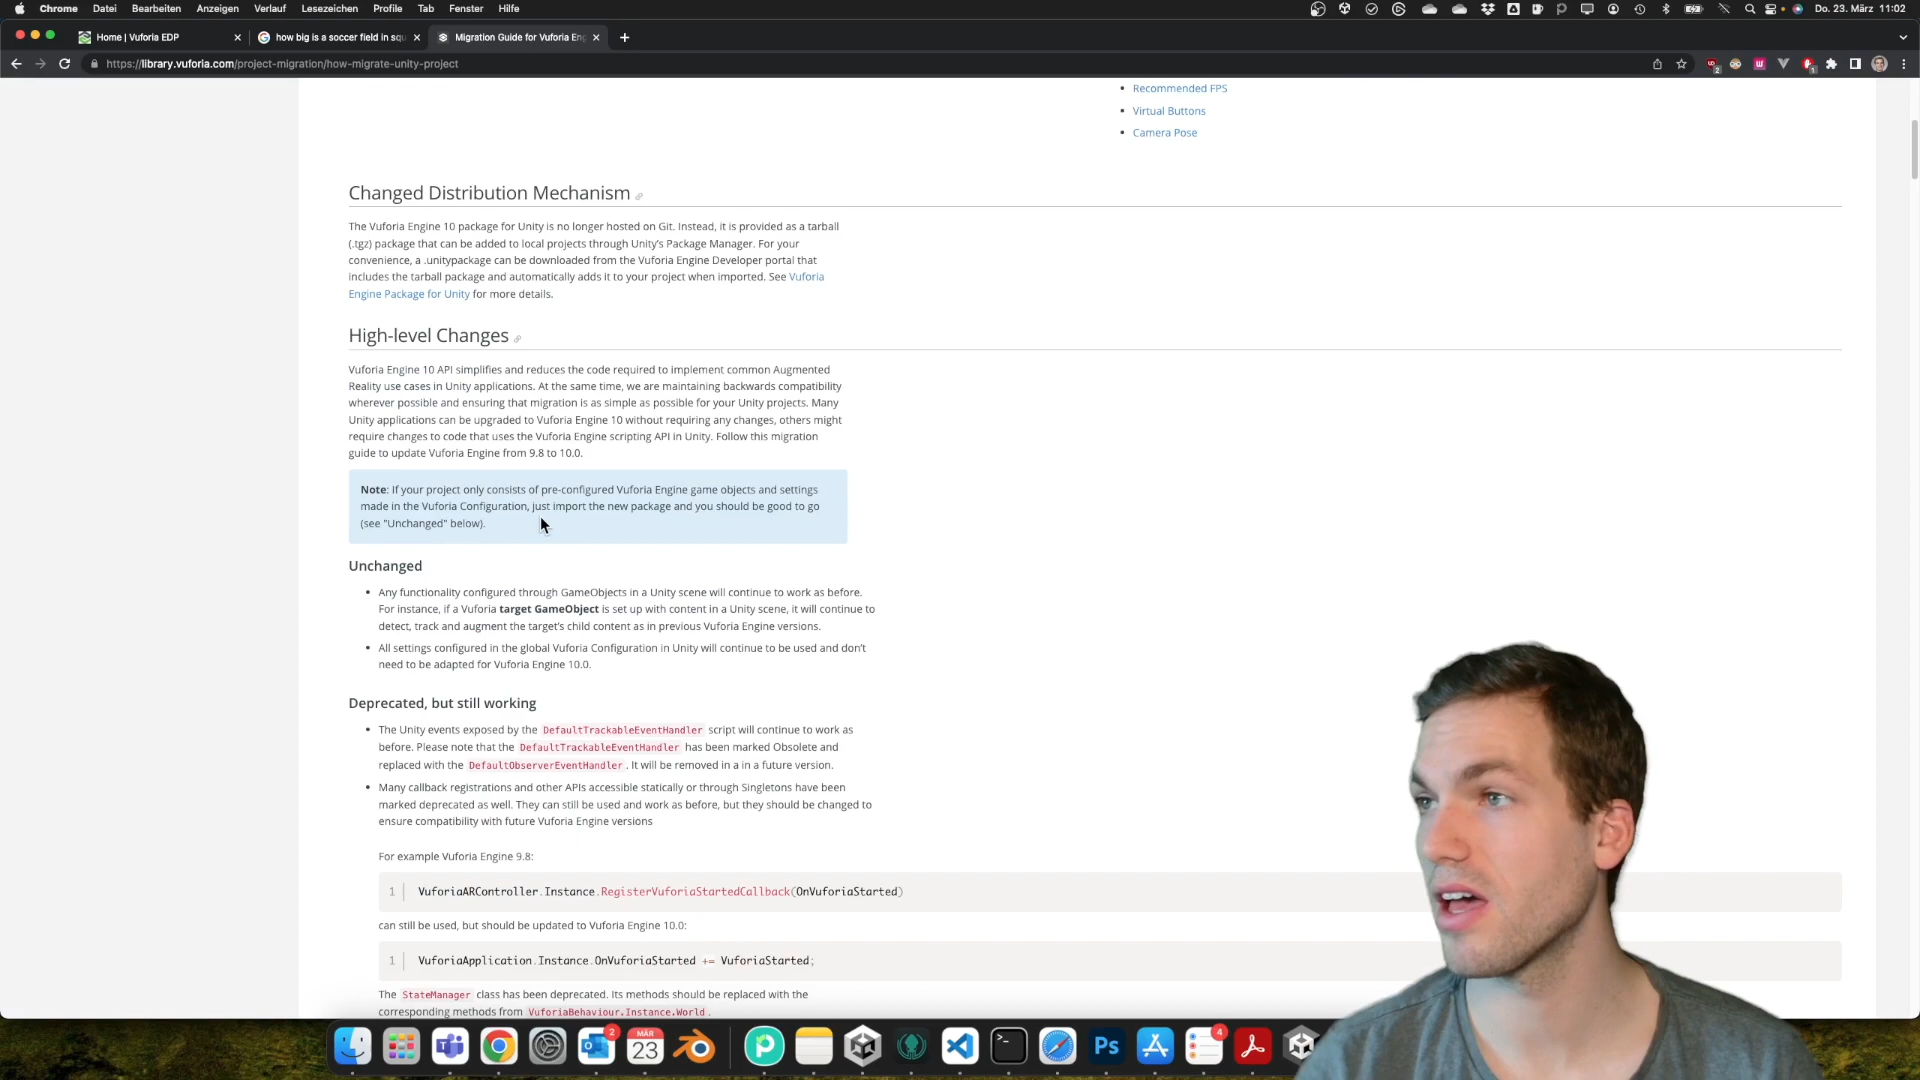 Chrome Datei Bearbeiten Anzeigen Verlauf Lesezeichen Profile Tab Fenster Hilfe Do. 23. März 11:02
Home | Vuforia EDP how big is a soccer field in squ Migration Guide for Vuforia Eng
https://library.vuforia.com/project-migration/how-migrate-unity-project
Recommended FPS
Virtual Buttons
Camera Pose
Changed Distribution Mechanism
The Vuforia Engine 10 package for Unity is no longer hosted on Git. Instead, it is provided as a tarball
(.tgz) package that can be added to local projects through Unity's Package Manager. For your
convenience, a .unitypackage can be downloaded from the Vuforia Engine Developer portal that
includes the tarball package and automatically adds it to your project when imported. See Vuforia
Engine Package for Unity for more details.
High-level Changes
Vuforia Engine 10 API simplifies and reduces the code required to implement common Augmented
Reality use cases in Unity applications. At the same time, we are maintaining backwards compatibility
wherever possible and ensuring that migration is as simple as possible for your Unity projects. Many
Unity applications can be upgraded to Vuforia Engine 10 without requiring any changes, others might
require changes to code that uses the Vuforia Engine scripting API in Unity. Follow this migration
guide to update Vuforia Engine from 9.8 to 10.0.
Note: If your project only consists of pre-configured Vuforia Engine game objects and settings
made in the Vuforia Configuration, just import the new package and you should be good to go
(see "Unchanged" below).
Unchanged
Any functionality configured through GameObjects in a Unity scene will continue to work as before.
For instance, if a Vuforia target GameObject is set up with content in a Unity scene, it will continue to
detect, track and augment the target's child content as in previous Vuforia Engine versions.
All settings configured in the global Vuforia Configuration in Unity will continue to be used and don't
need to be adapted for Vuforia Engine 10.0.
Deprecated, but still working
The Unity events exposed by the DefaultTrackableEventHandler script will continue to work as
before. Please note that the DefaultTrackableEventHandler has been marked Obsolete and
replaced with the DefaultObserverEventHandler. It will be removed in a in a future version.
Many callback registrations and other APIs accessible statically or through Singletons have been
marked deprecated as well. They can still be used and work as before, but they should be changed to
ensure compatibility with future Vuforia Engine versions
For example Vuforia Engine 9.8:
1 VuforiaARController.Instance.RegisterVuforiaStartedCallback(OnVuforiaStarted)
can still be used, but should be updated to Vuforia Engine 10.0:
1 VuforiaApplication.Instance.OnVuforiaStarted += VuforiaStarted;
The StateManager class has been deprecated. Its methods should be replaced with the
corresponding methods from VuforiaBehaviour.Instance.World.
2 MÄR 23 Ps 4